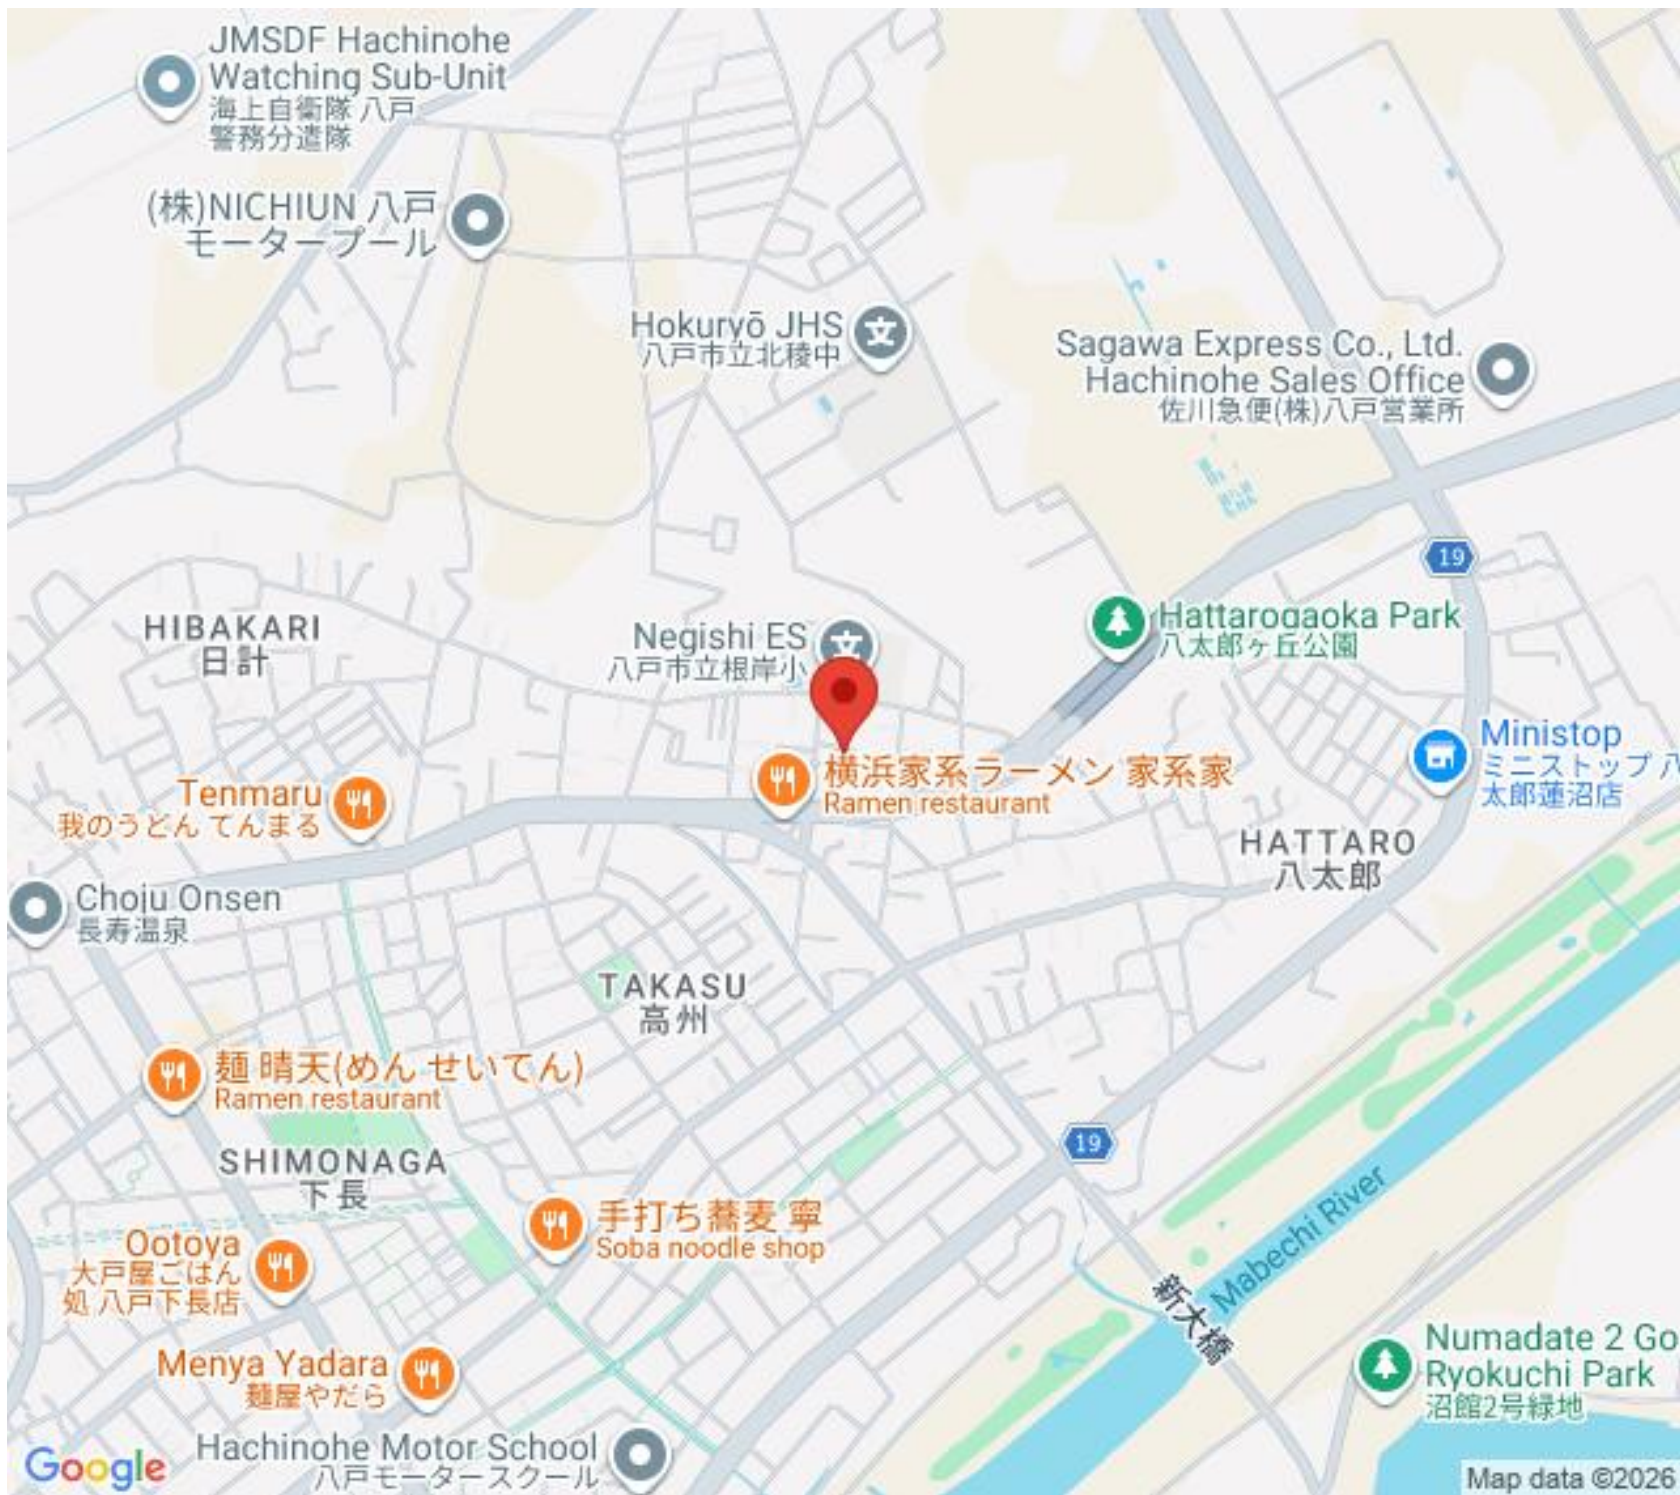 JMSDF Hachinohe
Watching Sub-Unit
海上自衛隊 八戸
警務分遣隊
(株)NICHIUN 八戸
モータープール
Hokuryō JHS
八戸市立北稜中
Sagawa Express Co., Ltd.
Hachinohe Sales Office
佐川急便(株)八戸営業所
19
HIBAKARI
日計
Negishi ES
八戸市立根岸小
Hattarogaoka Park
八太郎ヶ丘公園
Ministop
ミニストップ 八
太郎蓮沼店
横浜家系ラーメン 家系家
Ramen restaurant
Tenmaru
我のうどん てんまる
HATTARO
八太郎
Choju Onsen
長寿温泉
TAKASU
高州
麺 晴天(めん せいてん)
Ramen restaurant
19
SHIMONAGA
下長
手打ち蕎麦 寧
Soba noodle shop
Mabechi River
Ootoya
大戸屋ごはん
処 八戸下長店
新大橋
Menya Yadara
麺屋やだら
Numadate 2 Go
Ryokuchi Park
沼館2号緑地
Hachinohe Motor School
八戸モータースクール
Google
Map data ©2026